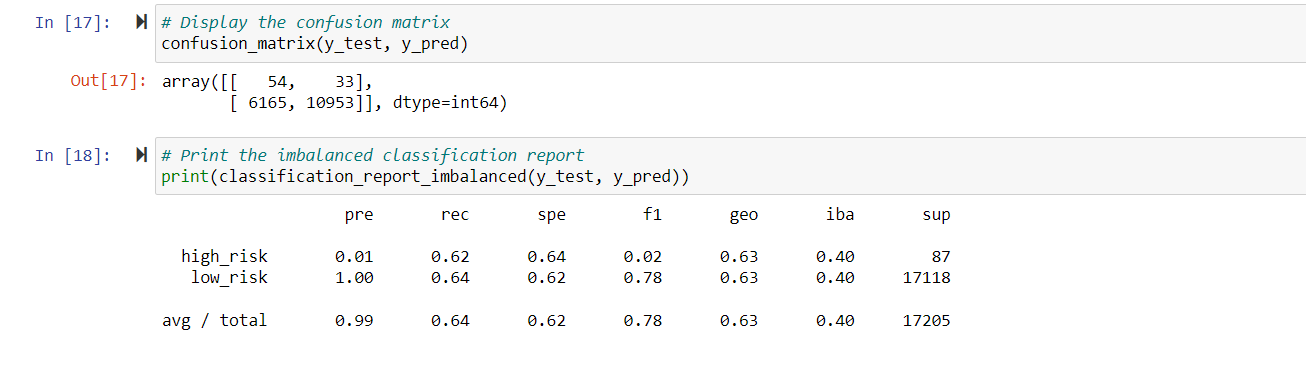 In [17]: # Display the confusion matrix
confusion_matrix(y_test, y_pred)
Out[17]: array([[   54,    33],
       [ 6165, 10953]], dtype=int64)
In [18]: # Print the imbalanced classification report
print(classification_report_imbalanced(y_test, y_pred))
pre rec spe f1 geo iba sup
high_risk 0.01 0.62 0.64 0.02 0.63 0.40 87
low_risk 1.00 0.64 0.62 0.78 0.63 0.40 17118
avg / total 0.99 0.64 0.62 0.78 0.63 0.40 17205